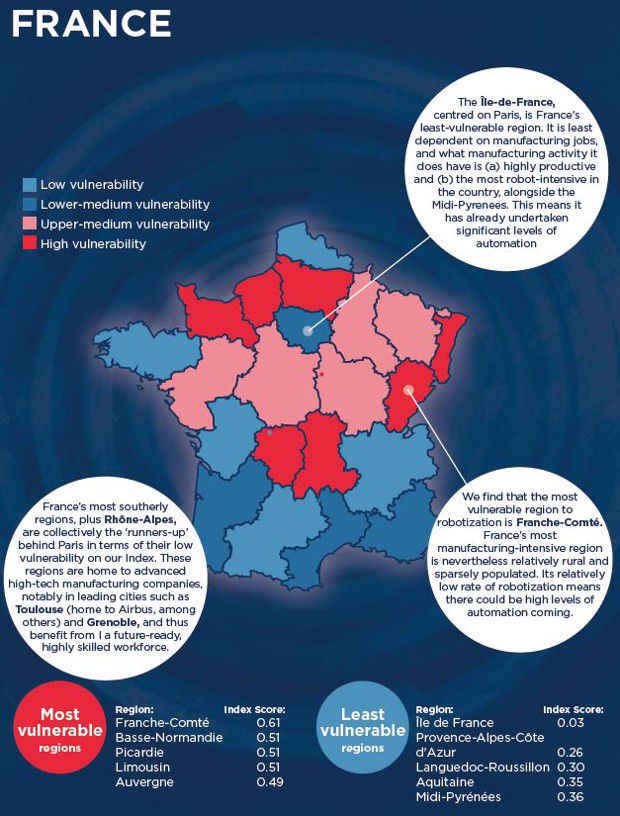 FRANCE
The Île-de-France,
centred on Paris, is France's
least-vulnerable region. It is least
dependent on manufacturing jobs,
and what manufacturing activity it
does have is (a) highly productive
and (b) the most robot-intensive in
the country, alongside the
Midi-Pyrenees. This means it
has already undertaken
significant levels of
automation
Low vulnerability
Lower-medium vulnerability
Upper-medium vulnerability
High vulnerability
France's most southerly
regions, plus Rhône-Alpes,
are collectively the 'runners-up'
behind Paris in terms of their low
vulnerability on our Index. These
regions are home to advanced
high-tech manufacturing companies,
notably in leading cities such as
Toulouse (home to Airbus, among
others) and Grenoble, and thus
benefit from I a future-ready,
highly skilled workforce.
We find that the most
vulnerable region to
robotization is Franche-Comté.
France's most
manufacturing-intensive region
is nevertheless relatively rural and
sparsely populated. Its relatively
low rate of robotization means
there could be high levels of
automation coming.
Most
vulnerable
regions
Region: Index Score:
Franche-Comté 0.61
Basse-Normandie 0.51
Picardie 0.51
Limousin 0.51
Auvergne 0.49
Least
vulnerable
regions
Region: Index Score:
Île de France 0.03
Provence-Alpes-Côte
d'Azur 0.26
Languedoc-Roussillon 0.30
Aquitaine 0.35
Midi-Pyrénées 0.36